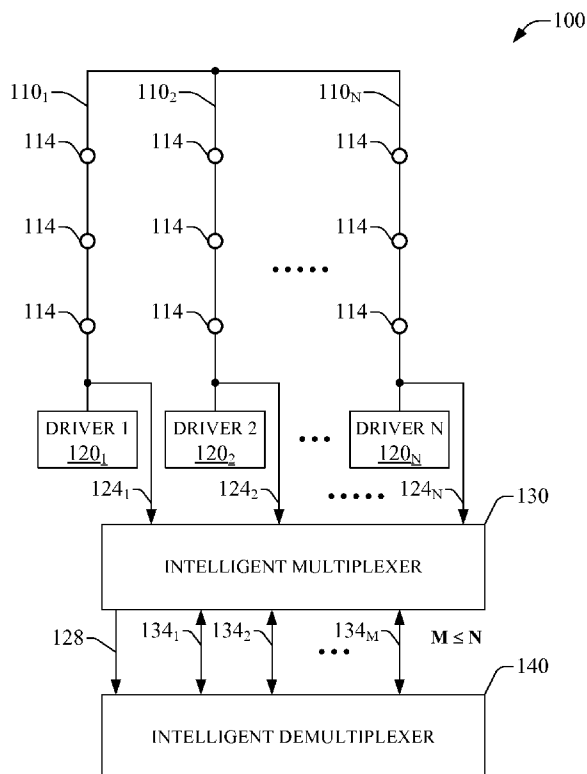 100
110₁ 110₂ 110N
114 114 114
114 114 114
•••••
114 114 114
DRIVER 1 DRIVER 2 ••• DRIVER N
120₁ 120₂ 120N
124₁ 124₂ ••••• 124N
130
INTELLIGENT MULTIPLEXER
128 134₁ 134₂ ••• 134M M ≤ N
140
INTELLIGENT DEMULTIPLEXER